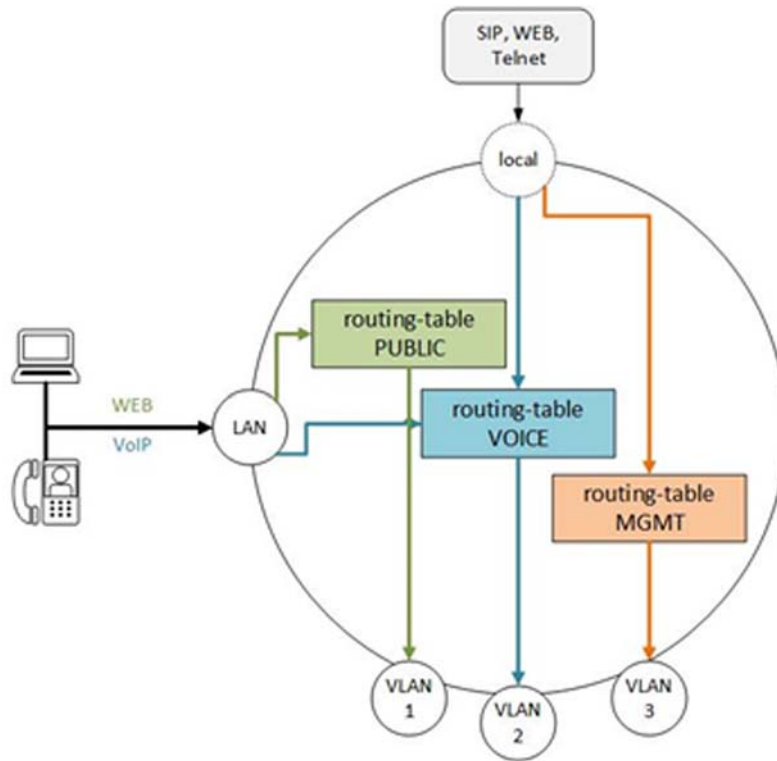 SIP, WEB,
Telnet
local
routing-table
PUBLIC
WEB
LAN
VoIP
routing-table
VOICE
routing-table
MGMT
VLAN
1
VLAN
2
VLAN
3